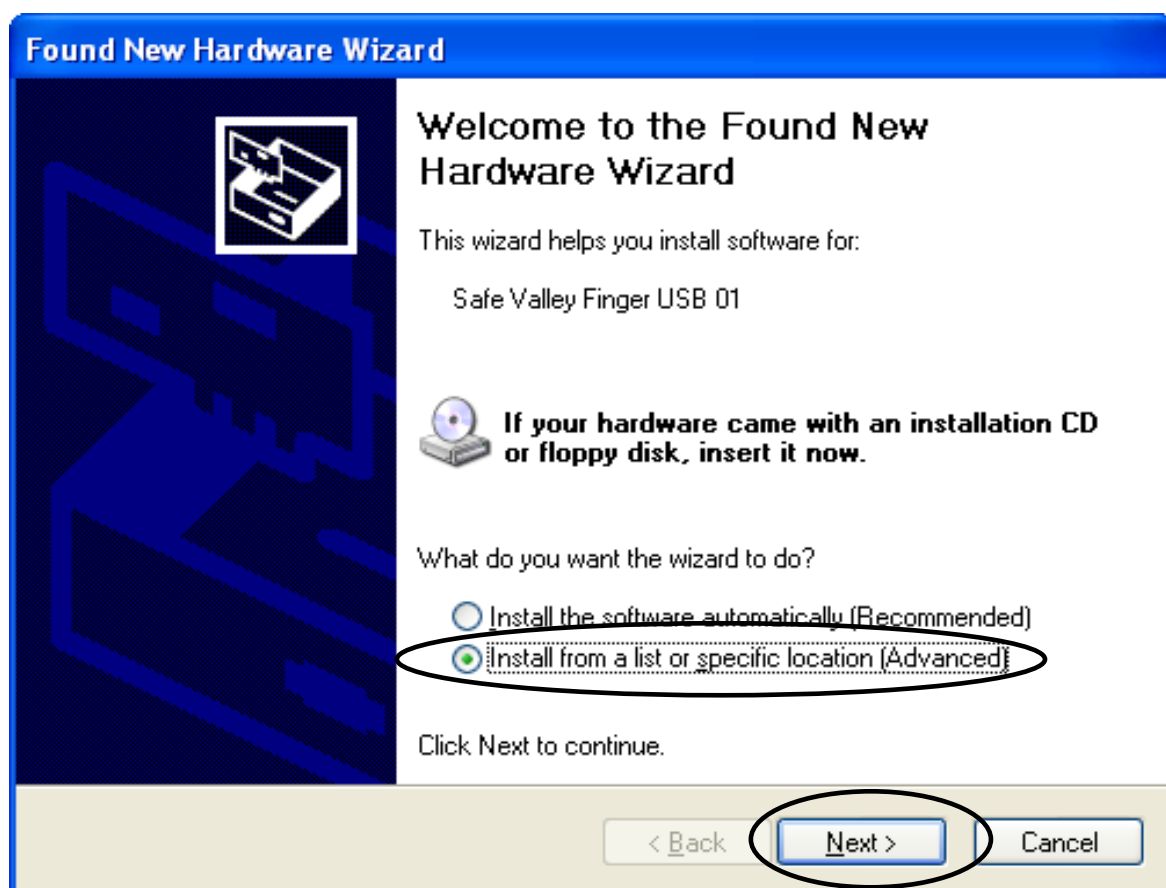 Found New Hardware Wizard
Welcome to the Found New
Hardware Wizard
This wizard helps you install software for:
Safe Valley Finger USB 01
If your hardware came with an installation CD
or floppy disk, insert it now.
What do you want the wizard to do?
Install the software automatically (Recommended)
Install from a list or specific location (Advanced)
Click Next to continue.
< Back Next > Cancel